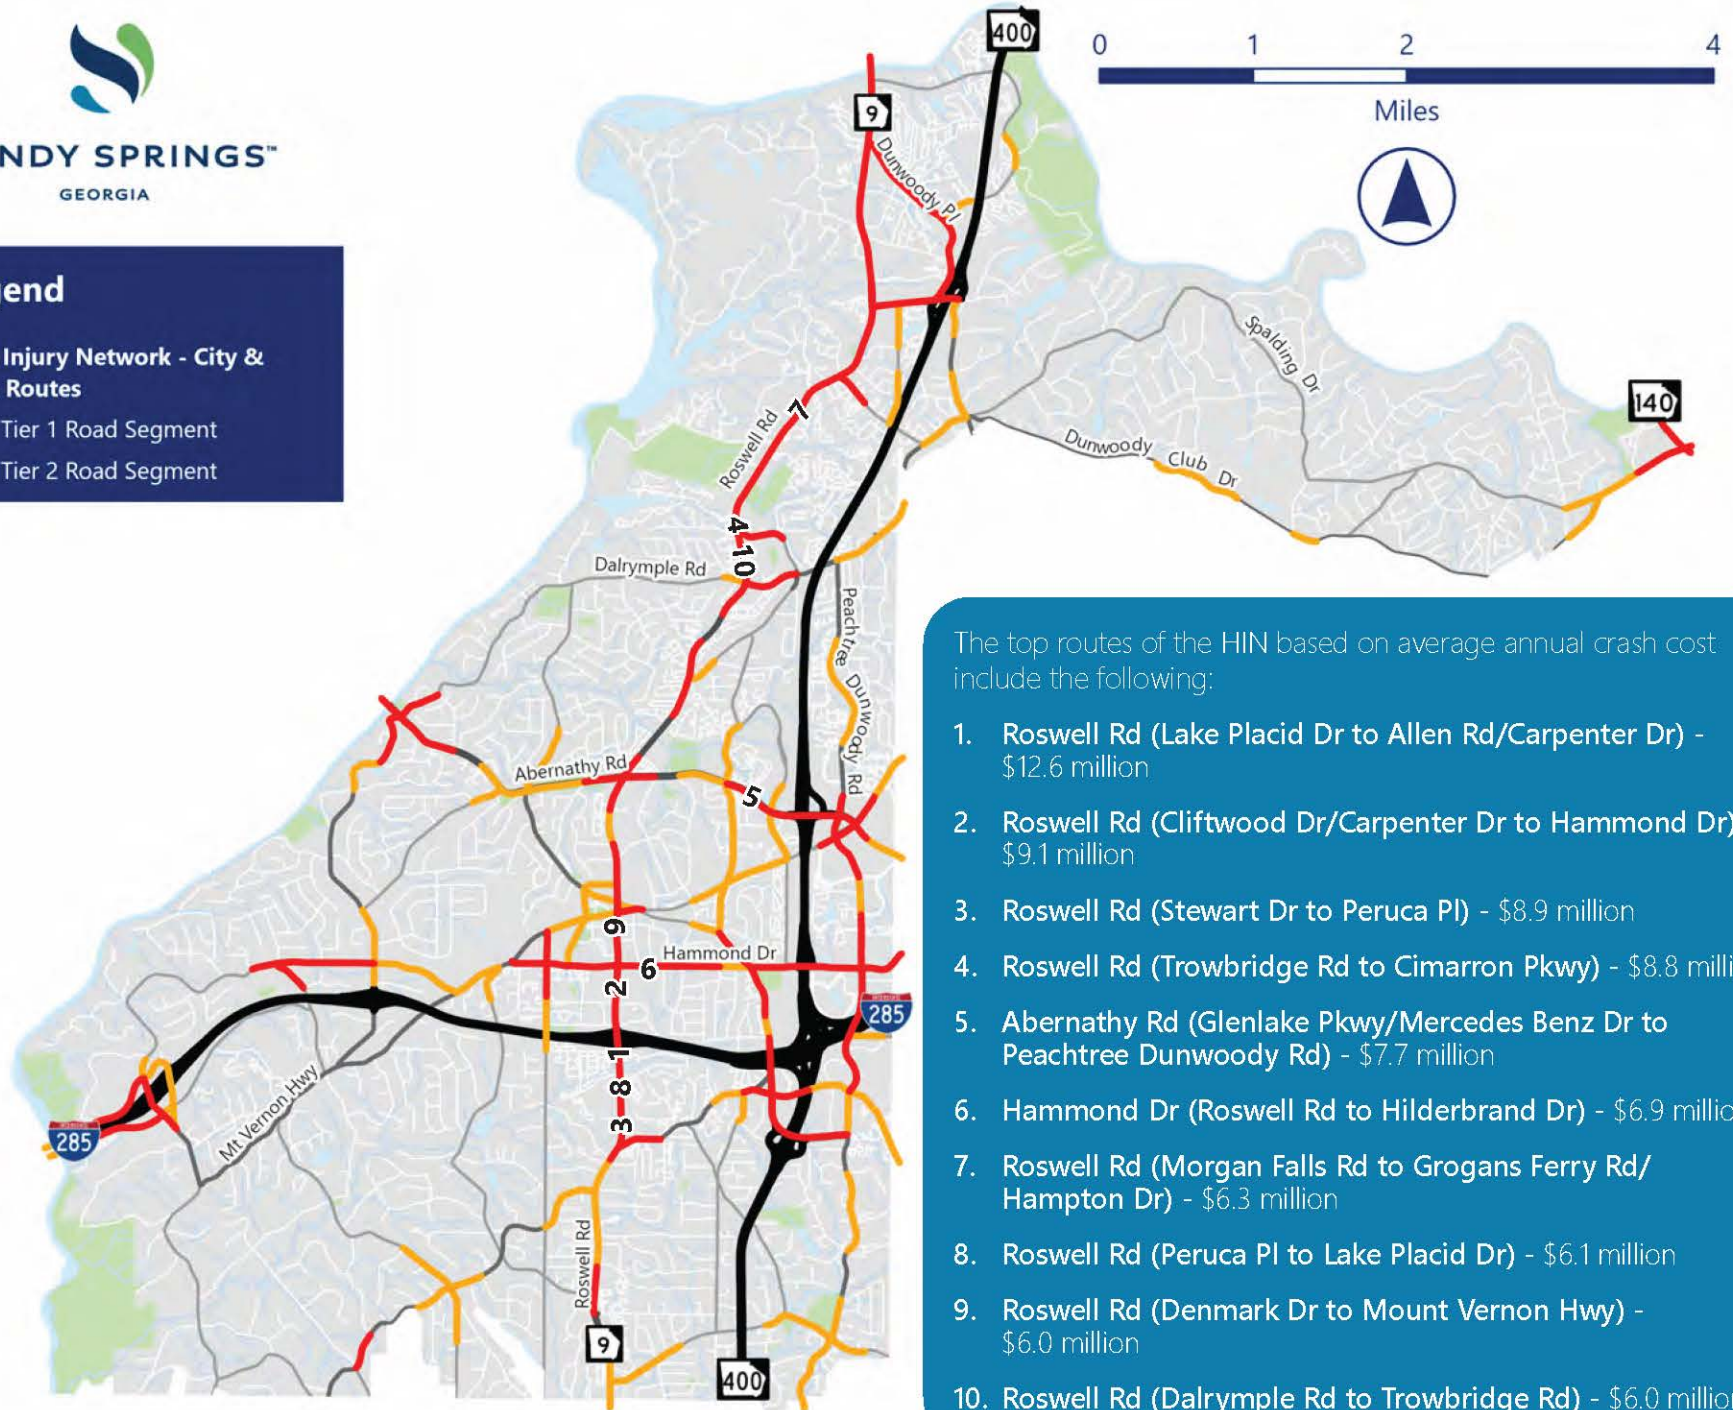 NDY SPRINGS™
GEORGIA
gend
Injury Network - City &
Routes
Tier 1 Road Segment
Tier 2 Road Segment
0 1 2 4
Miles
400
9
Dunwoody Pl
Spalding Dr
140
Roswell Rd
7
Dunwoody Club Dr
4
10
Dalrymple Rd
Peachtree Dunwoody Rd
Abernathy Rd
5
9
Hammond Dr
6
2
285
1
8
3
Mt Vernon Hwy
285
Roswell Rd
9
400
The top routes of the HIN based on average annual crash cost
include the following:
1. Roswell Rd (Lake Placid Dr to Allen Rd/Carpenter Dr) -
$12.6 million
2. Roswell Rd (Cliftwood Dr/Carpenter Dr to Hammond Dr)
$9.1 million
3. Roswell Rd (Stewart Dr to Peruca Pl) - $8.9 million
4. Roswell Rd (Trowbridge Rd to Cimarron Pkwy) - $8.8 milli
5. Abernathy Rd (Glenlake Pkwy/Mercedes Benz Dr to
Peachtree Dunwoody Rd) - $7.7 million
6. Hammond Dr (Roswell Rd to Hilderbrand Dr) - $6.9 millio
7. Roswell Rd (Morgan Falls Rd to Grogans Ferry Rd/
Hampton Dr) - $6.3 million
8. Roswell Rd (Peruca Pl to Lake Placid Dr) - $6.1 million
9. Roswell Rd (Denmark Dr to Mount Vernon Hwy) -
$6.0 million
10. Roswell Rd (Dalrymple Rd to Trowbridge Rd) - $6.0 million